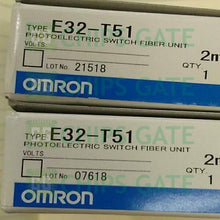 TYPE E32-T51
PHOTOELECTRIC SWITCH FIBER UNIT
VOLTS 2m
LOT No. 21518 QTY
1
OMRON
TYPE E32-T51
PHOTOELECTRIC SWITCH FIBER UNIT
VOLTS 2m
LOT No. 07618 QTY
1
OMRON